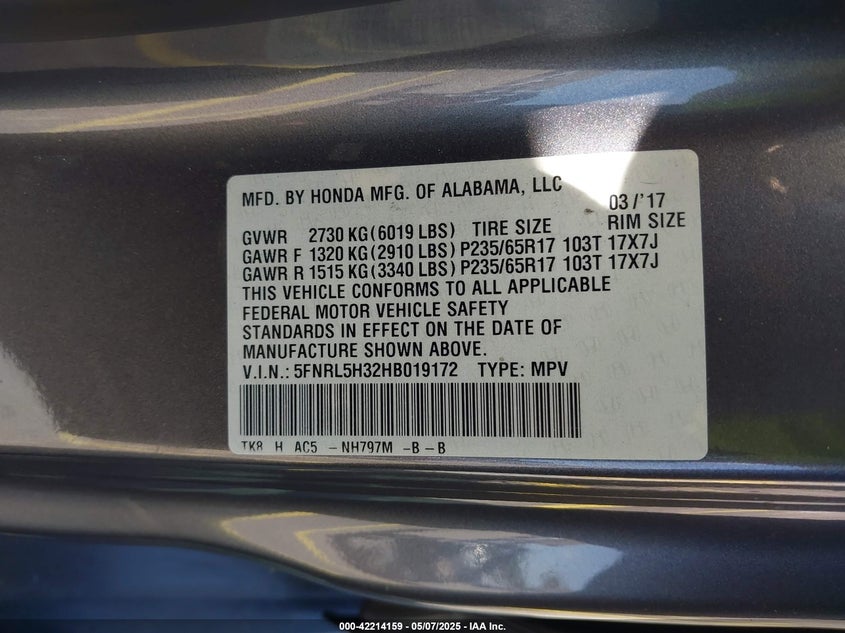 MFD. BY HONDA MFG. OF ALABAMA, LLC 03/'17
GVWR 2730 KG(6019 LBS) TIRE SIZE RIM SIZE
GAWR F 1320 KG(2910 LBS) P235/65R17 103T 17X7J
GAWR R 1515 KG(3340 LBS) P235/65R17 103T 17X7J
THIS VEHICLE CONFORMS TO ALL APPLICABLE
FEDERAL MOTOR VEHICLE SAFETY
STANDARDS IN EFFECT ON THE DATE OF
MANUFACTURE SHOWN ABOVE.
V.I.N.: 5FNRL5H32HB019172 TYPE: MPV
TK8 H AC5 - NH797M -B - B
000-42214159 - 05/07/2025 - IAA Inc.